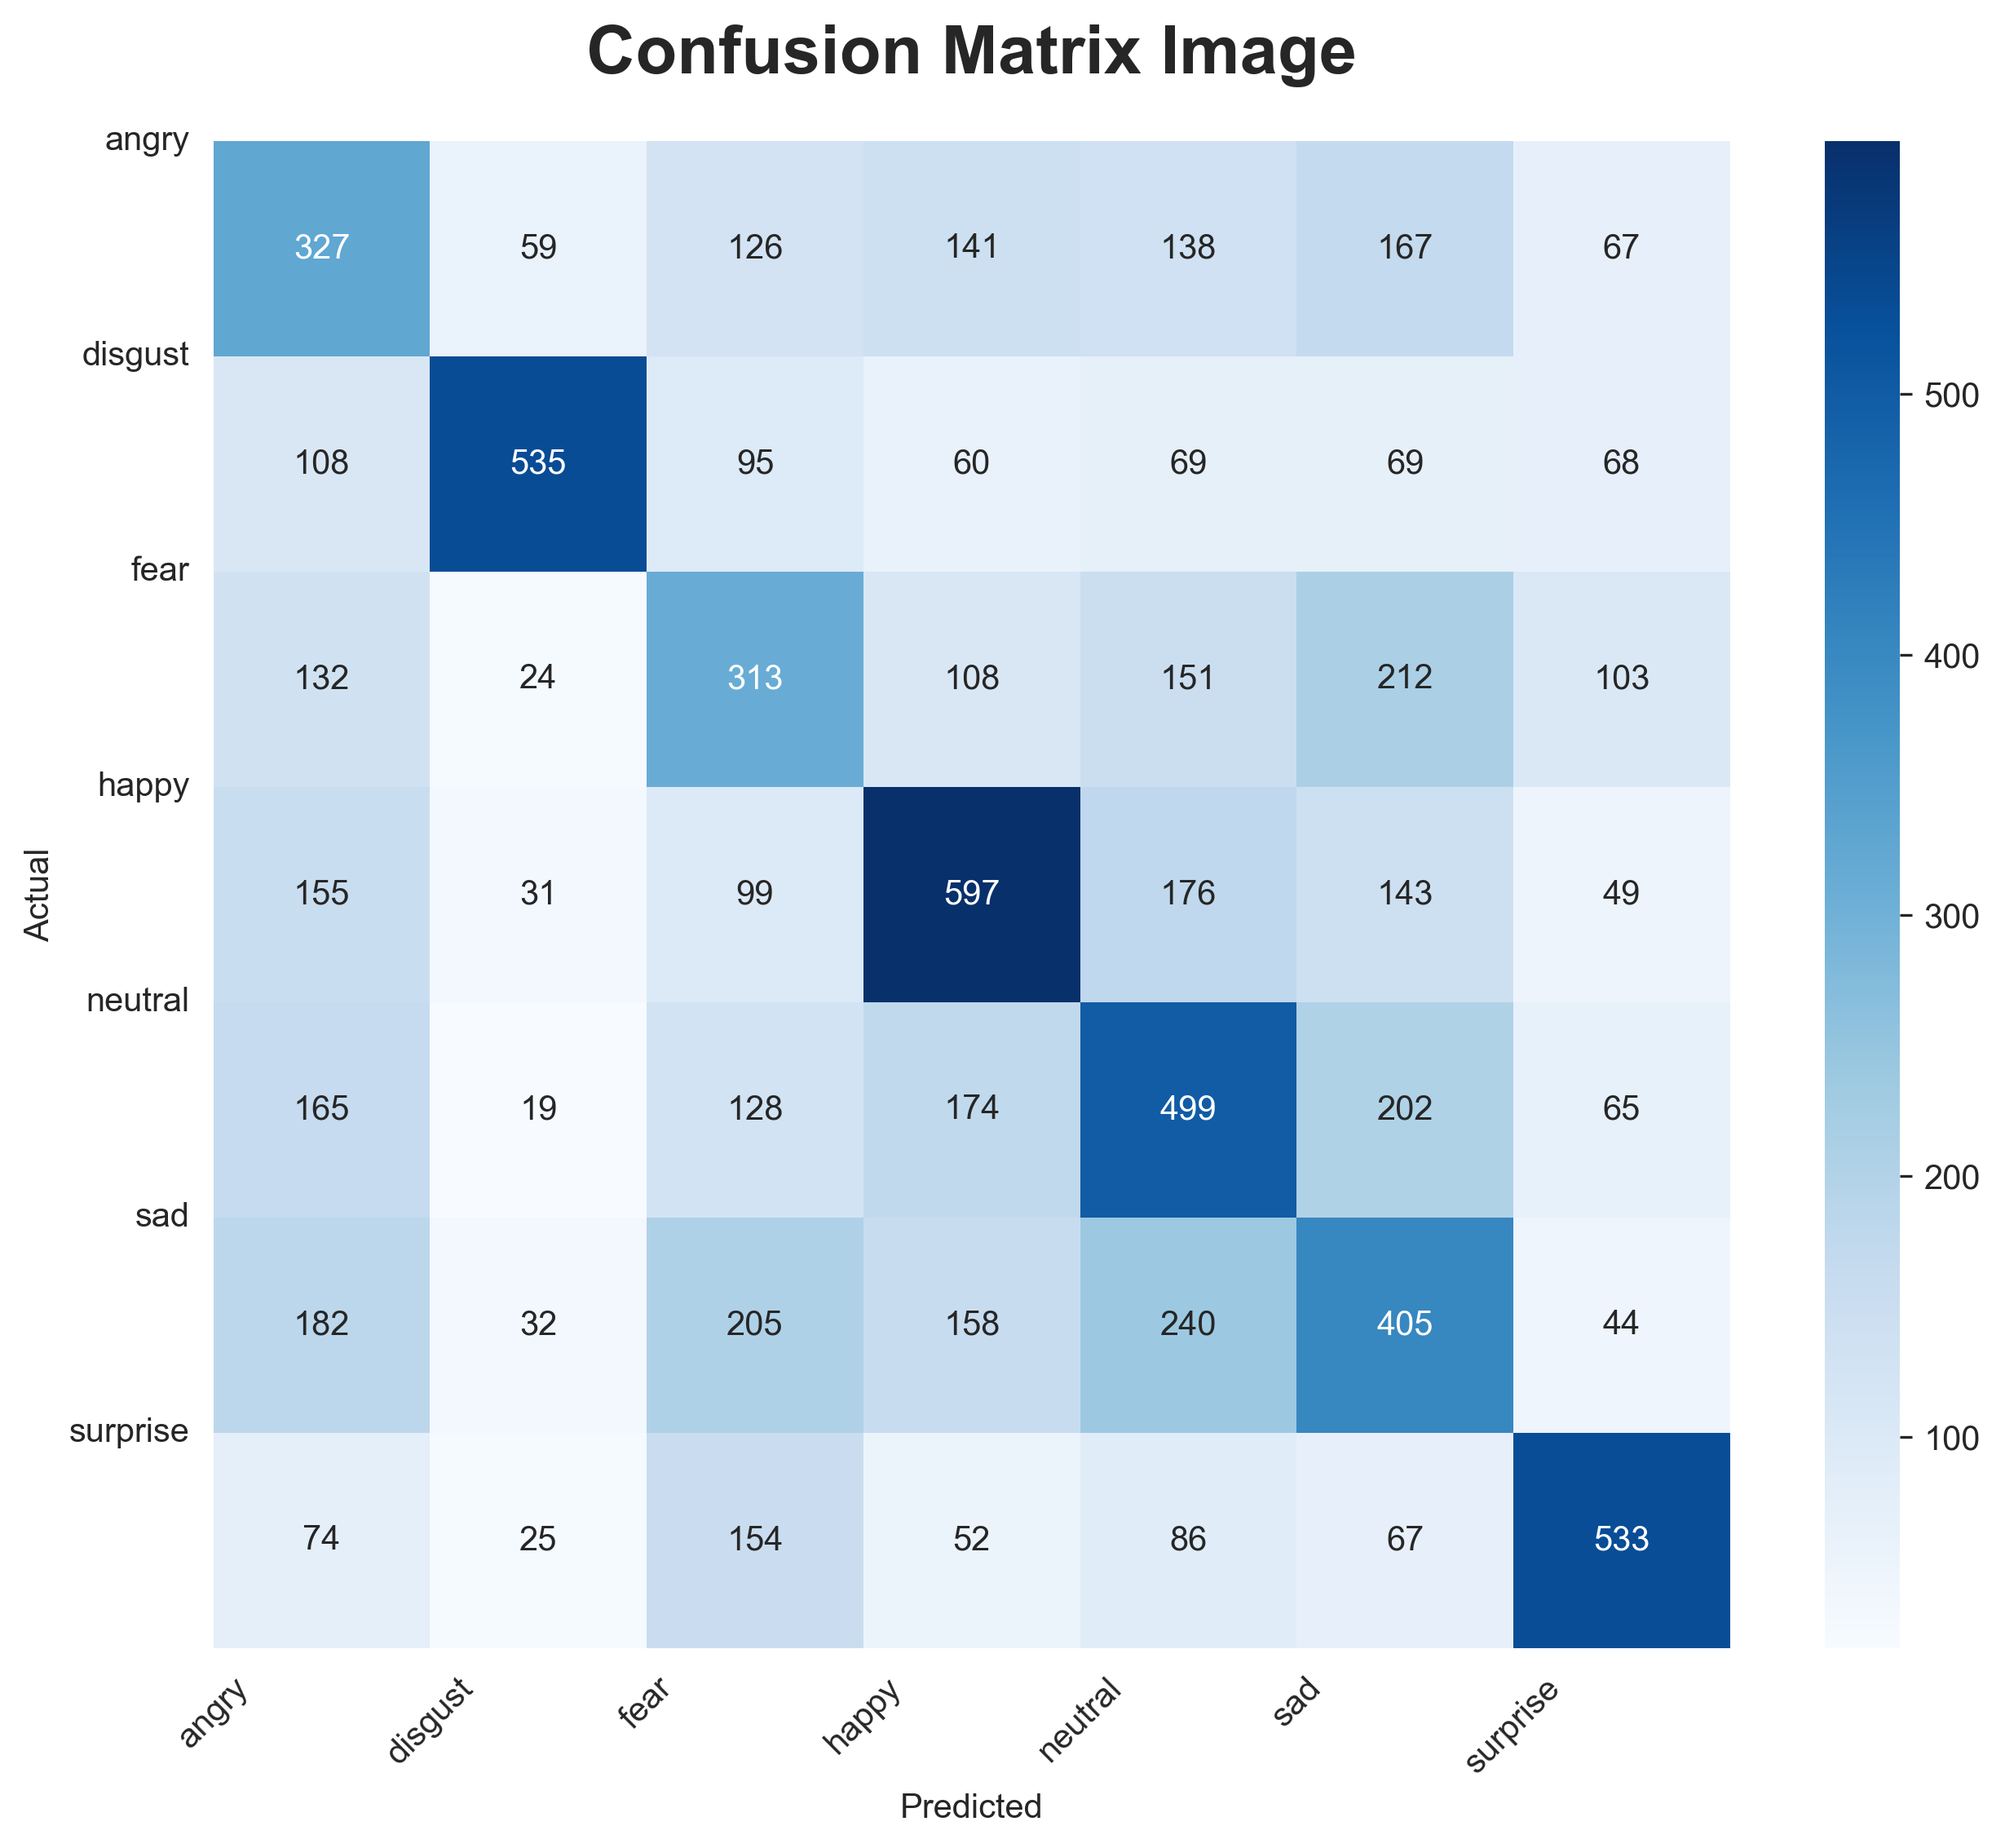 Confusion Matrix Image
angry
327 59 126 141 138 167 67
disgust
108 535 95 60 69 69 68
500
fear
132 24 313 108 151 212 103
400
happy
155 31 99 597 176 143 49
300
Actual
neutral
165 19 128 174 499 202 65
200
sad
182 32 205 158 240 405 44
surprise
100
74 25 154 52 86 67 533
angry disgust fear happy neutral sad surprise
Predicted